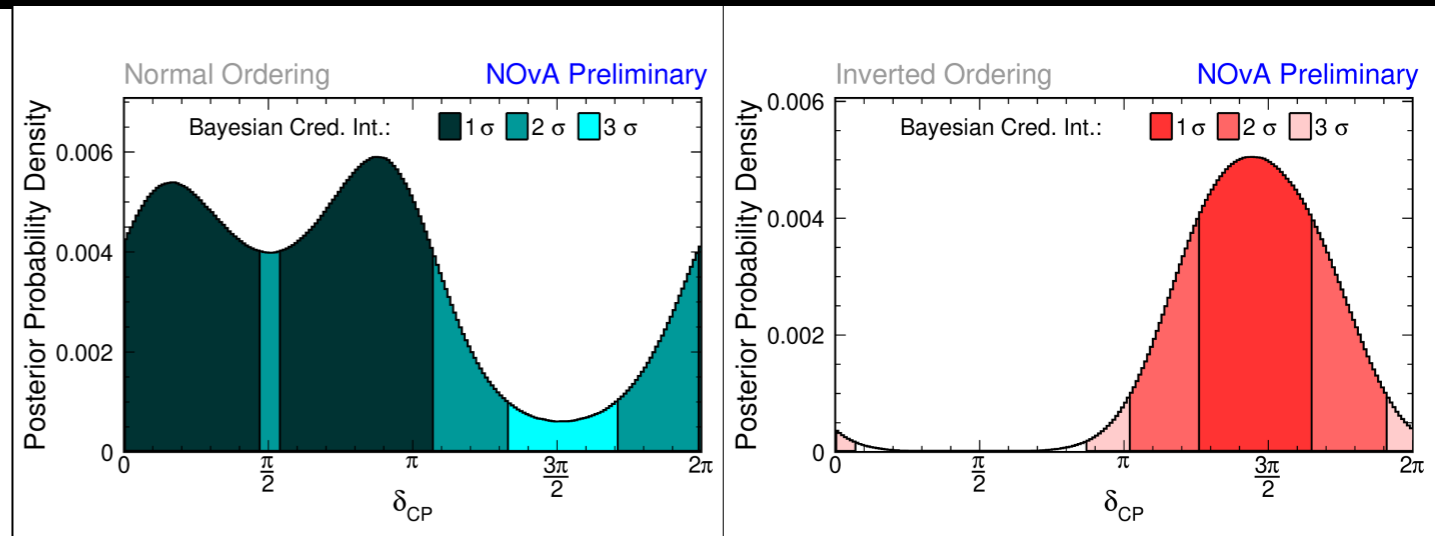 Normal Ordering NOvA Preliminary
Bayesian Cred. Int.: 1 σ 2 σ 3 σ
Posterior Probability Density
0.006
0.004
0.002
0
0 π/2 π 3π/2 2π
δCP
Inverted Ordering NOvA Preliminary
Bayesian Cred. Int.: 1 σ 2 σ 3 σ
Posterior Probability Density
0.006
0.004
0.002
0
0 π/2 π 3π/2 2π
δCP